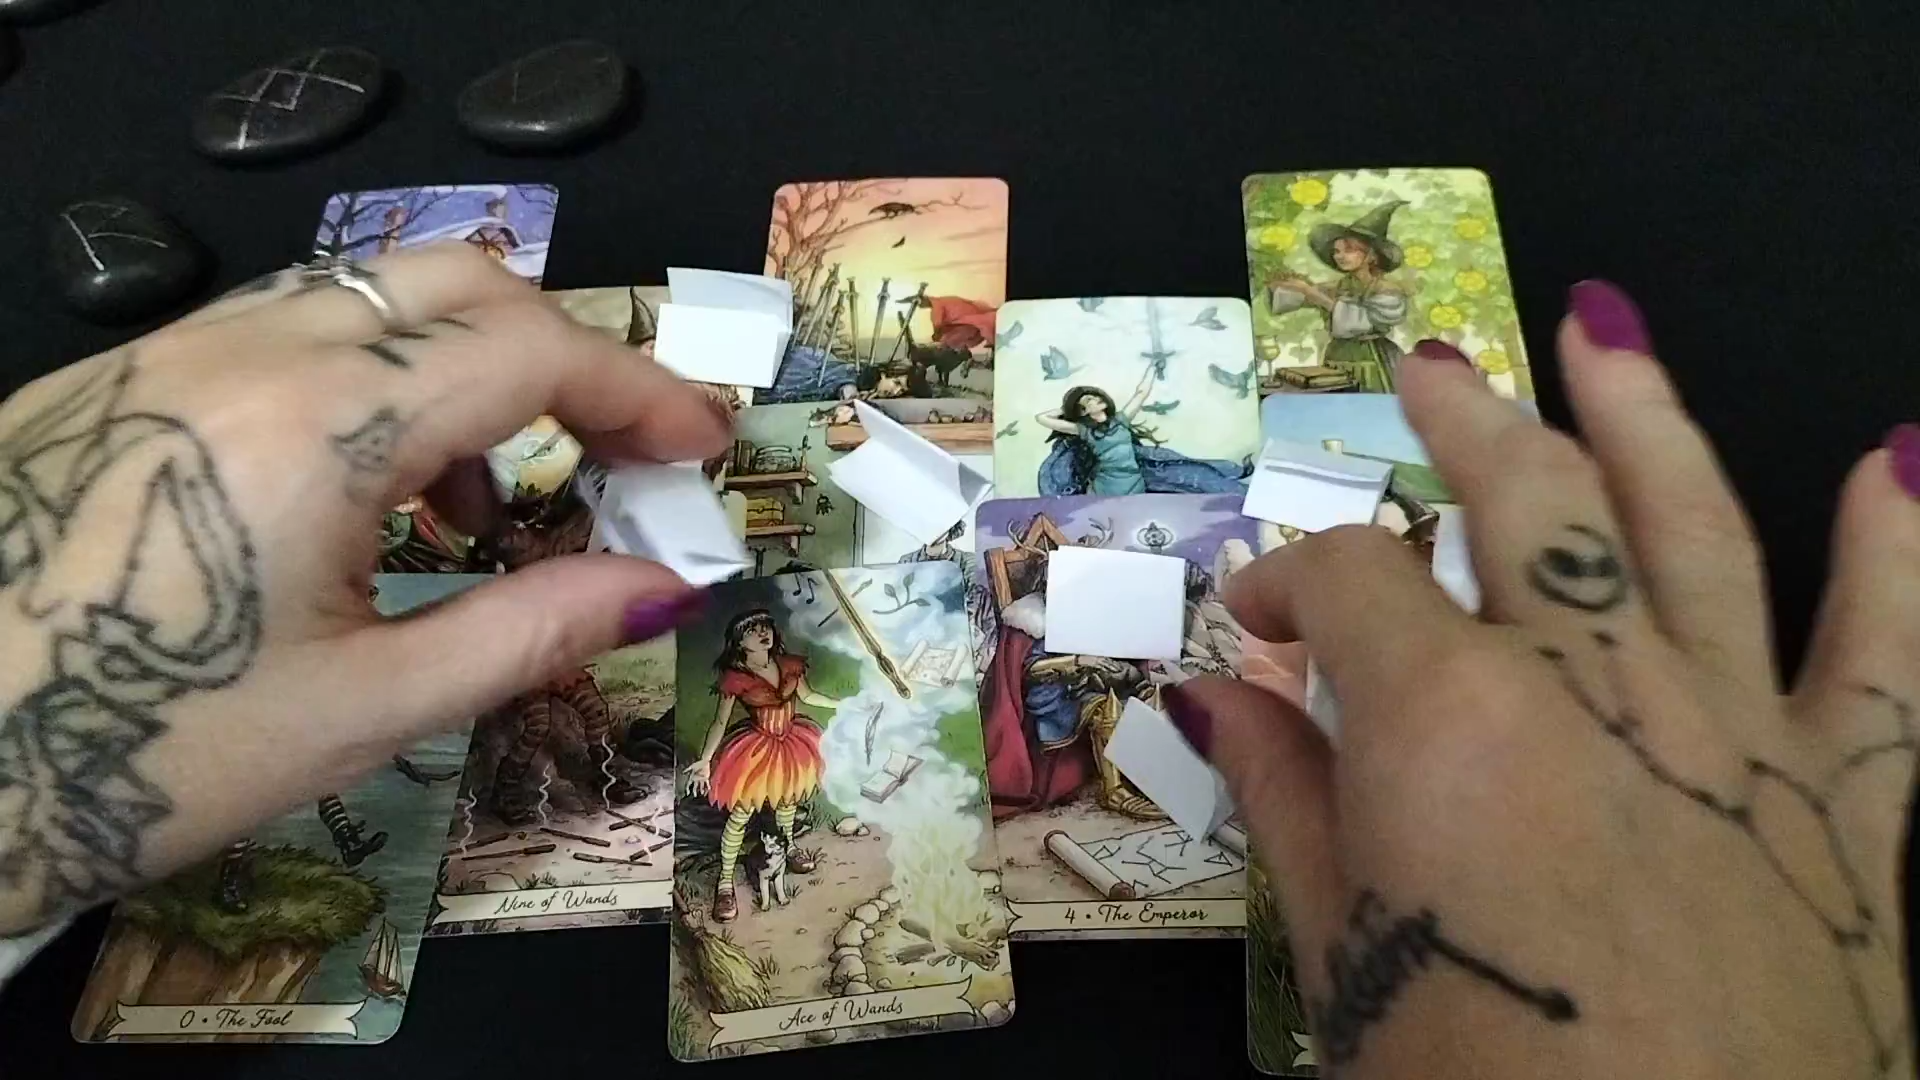 Nine of Wands
4 • The Emperor
Ace of Wands
0 • The Fool